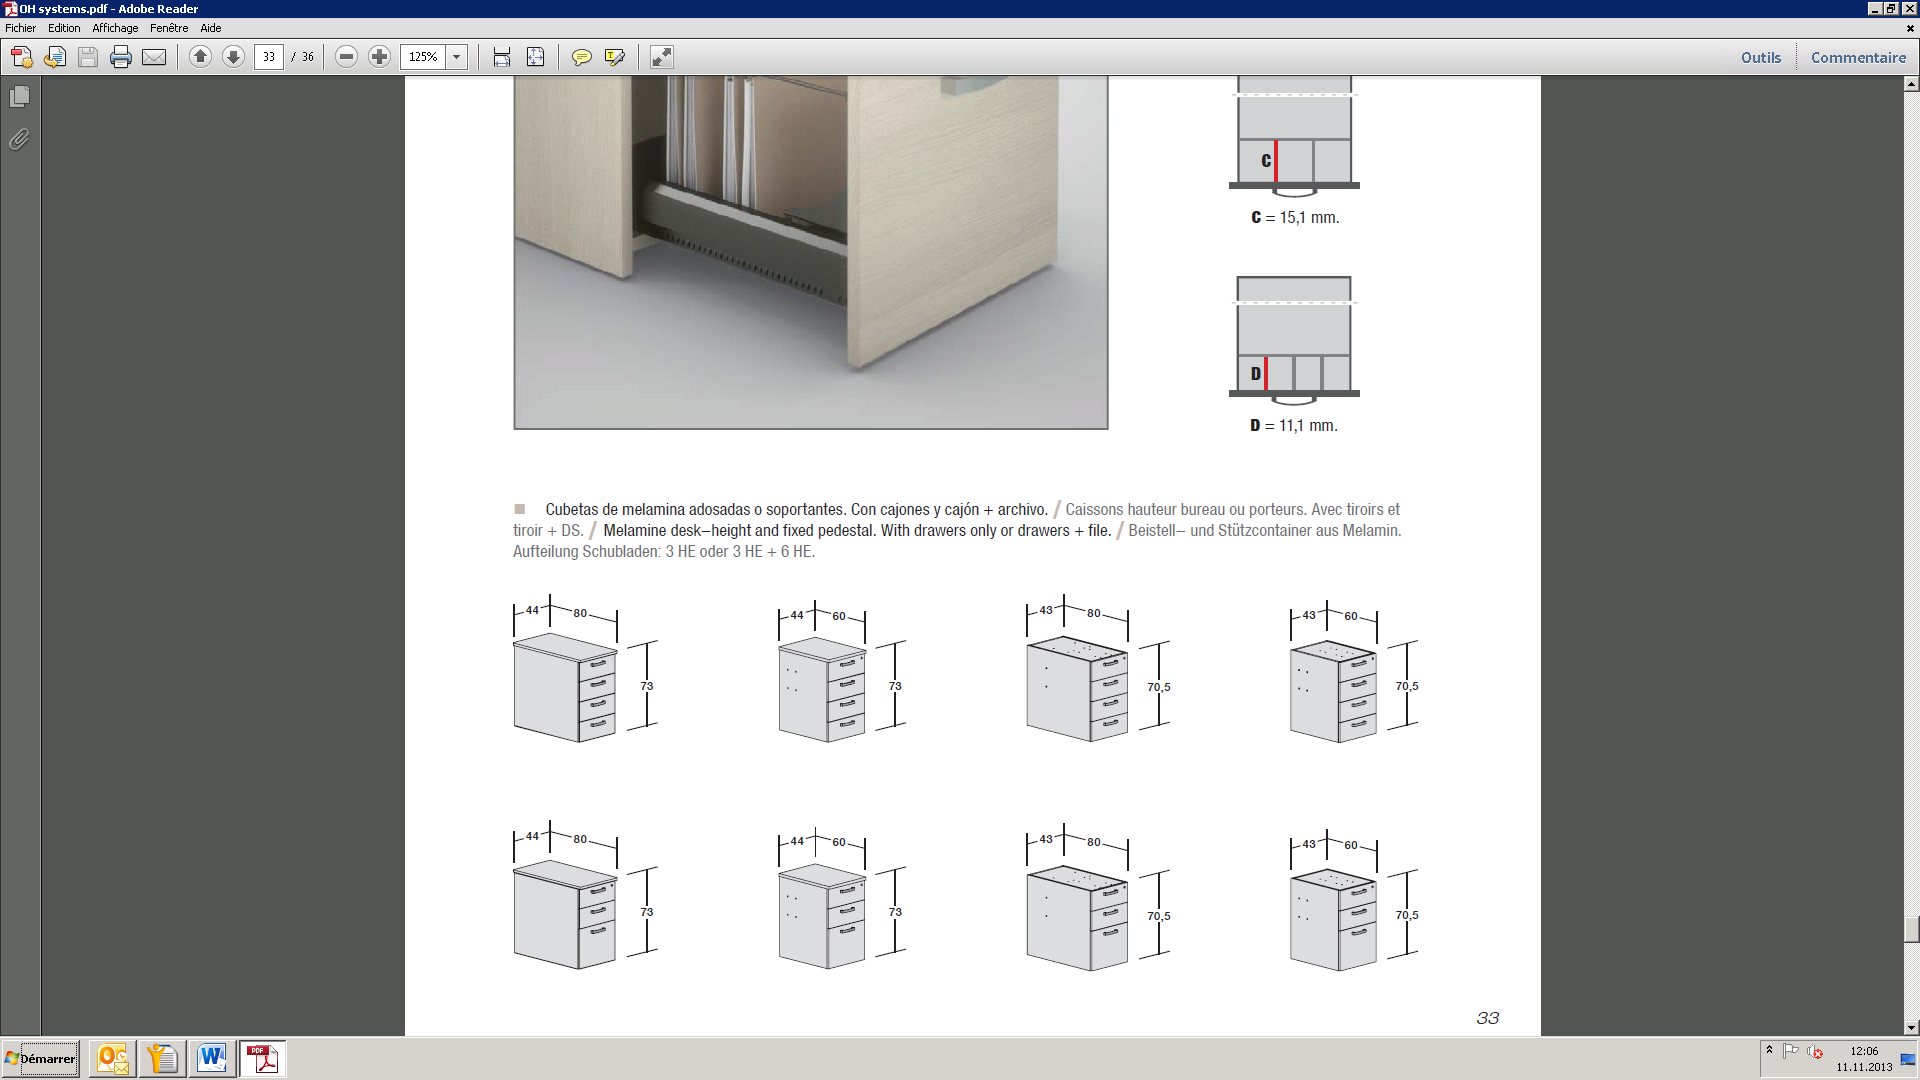 OH systems.pdf - Adobe Reader
Fichier Edition Affichage Fenêtre Aide
33 / 36 125% Outils Commentaire
C
C = 15,1 mm.
D
D = 11,1 mm.
Cubetas de melamina adosadas o soportantes. Con cajones y cajón + archivo. / Caissons hauteur bureau ou porteurs. Avec tiroirs et
tiroir + DS. / Melamine desk–height and fixed pedestal. With drawers only or drawers + file. / Beistell– und Stützcontainer aus Melamin.
Aufteilung Schubladen: 3 HE oder 3 HE + 6 HE.
44 80 44 60 43 80 43 60
73 73 70,5 70,5
44 80 44 60 43 80 43 60
73 73 70,5 70,5
33
Démarrer
PDF
12:06
11.11.2013